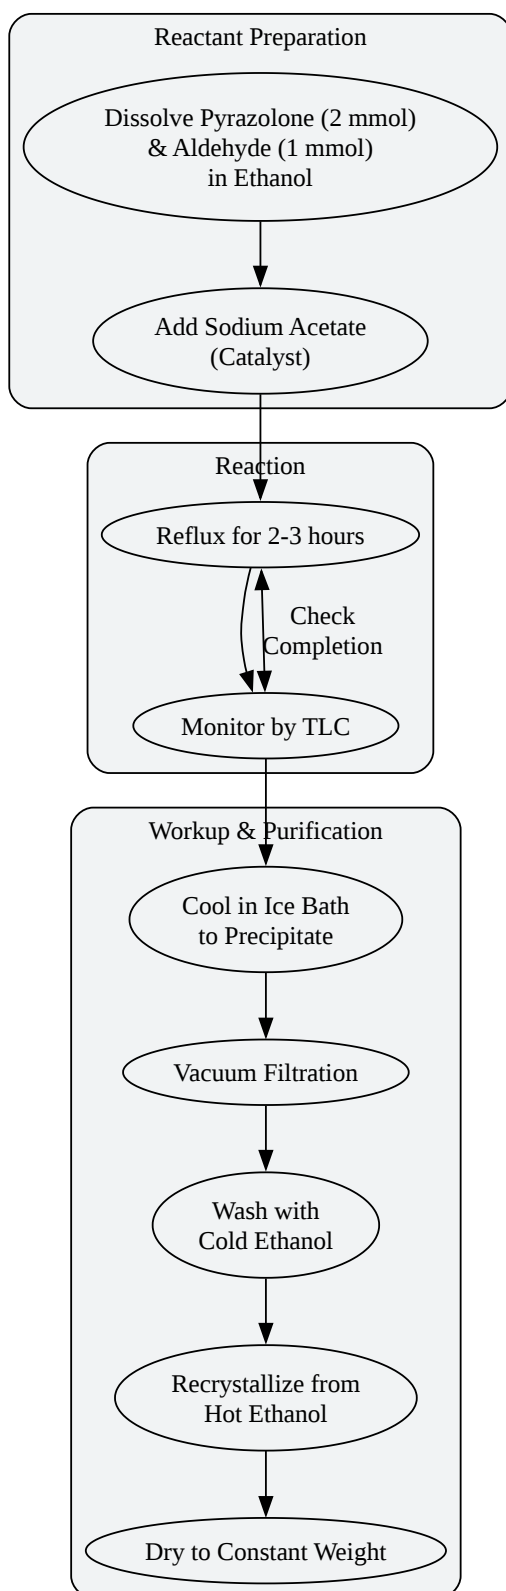 Reactant Preparation
Dissolve Pyrazolone (2 mmol)
& Aldehyde (1 mmol)
in Ethanol
Add Sodium Acetate
(Catalyst)
Reaction
Reflux for 2-3 hours
Check
Completion
Monitor by TLC
Workup & Purification
Cool in Ice Bath
to Precipitate
Vacuum Filtration
Wash with
Cold Ethanol
Recrystallize from
Hot Ethanol
Dry to Constant Weight